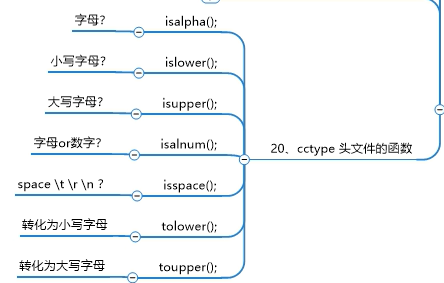 字母？ isalpha();
小写字母？ islower();
大写字母？ isupper();
字母or数字？ isalnum();
20、cctype 头文件的函数
space \t \r \n ？ isspace();
转化为小写字母 tolower();
转化为大写字母 toupper();